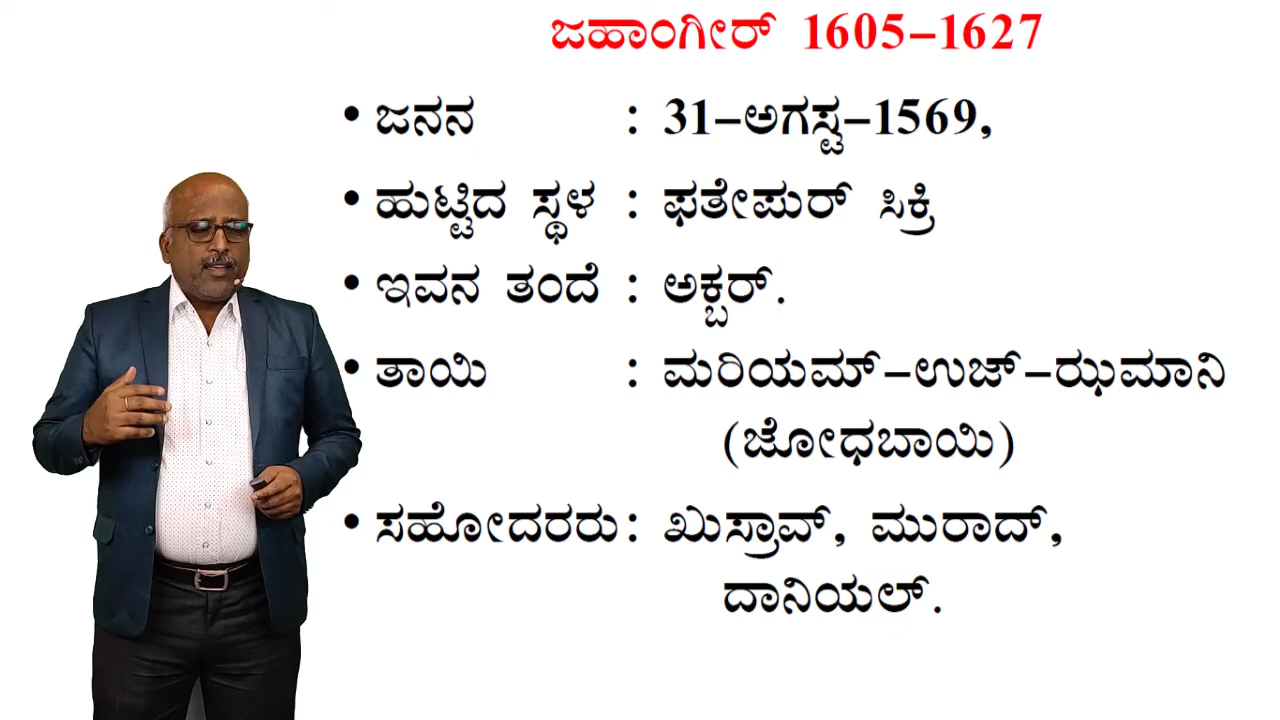 ಜಹಾಂಗೀರ್ 1605–1627
• ಜನನ : 31–ಅಗಸ್ಟ–1569,
• ಹುಟ್ಟಿದ ಸ್ಥಳ : ಫತೇಪುರ್ ಸಿಕ್ರಿ
• ಇವನ ತಂದೆ : ಅಕ್ಬರ್.
• ತಾಯಿ : ಮರಿಯಮ್–ಉಜ್–ಝಮಾನಿ
(ಜೋಧಬಾಯಿ)
• ಸಹೋದರರು: ಖುಸ್ರಾವ್, ಮುರಾದ್,
ದಾನಿಯಲ್.